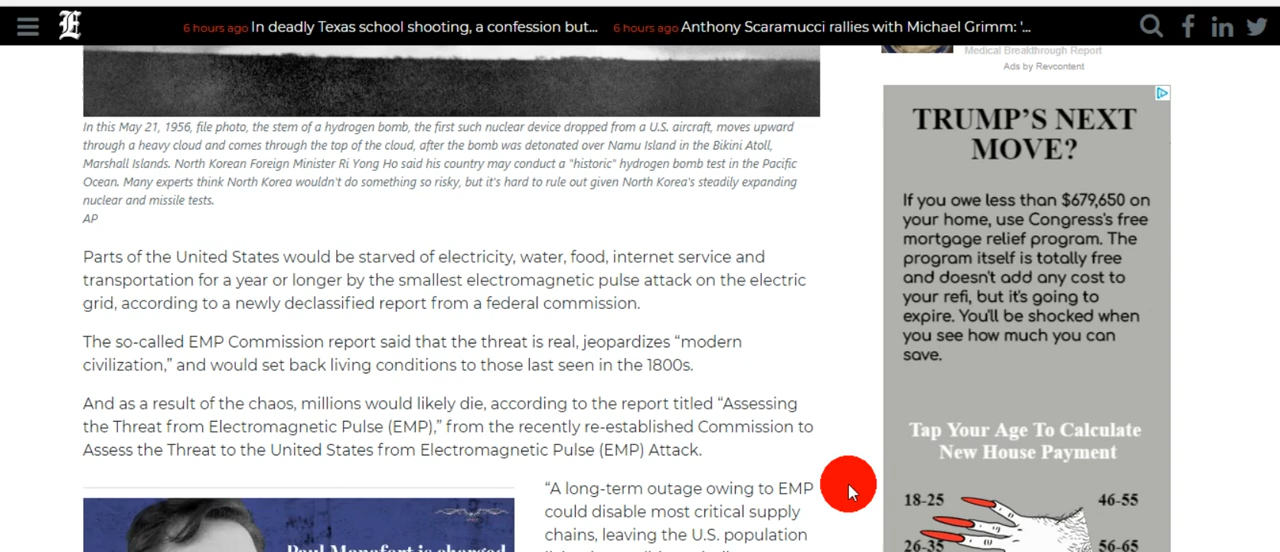 6 hours ago In deadly Texas school shooting, a confession but... 6 hours ago Anthony Scaramucci rallies with Michael Grimm: '...
Medical Breakthrough Report
Ads by Revcontent
In this May 21, 1956, file photo, the stem of a hydrogen bomb, the first such nuclear device dropped from a U.S. aircraft, moves upward
through a heavy cloud and comes through the top of the cloud, after the bomb was detonated over Namu Island in the Bikini Atoll,
Marshall Islands. North Korean Foreign Minister Ri Yong Ho said his country may conduct a "historic" hydrogen bomb test in the Pacific
Ocean. Many experts think North Korea wouldn't do something so risky, but it's hard to rule out given North Korea's steadily expanding
nuclear and missile tests.
AP
Parts of the United States would be starved of electricity, water, food, internet service and
transportation for a year or longer by the smallest electromagnetic pulse attack on the electric
grid, according to a newly declassified report from a federal commission.
The so-called EMP Commission report said that the threat is real, jeopardizes “modern
civilization,” and would set back living conditions to those last seen in the 1800s.
And as a result of the chaos, millions would likely die, according to the report titled “Assessing
the Threat from Electromagnetic Pulse (EMP),” from the recently re-established Commission to
Assess the Threat to the United States from Electromagnetic Pulse (EMP) Attack.
“A long-term outage owing to EMP
could disable most critical supply
chains, leaving the U.S. population
Paul Manafort is charged
TRUMP'S NEXT
MOVE?
If you owe less than $679,650 on
your home, use Congress's free
mortgage relief program. The
program itself is totally free
and doesn't add any cost to
your refi, but it's going to
expire. You'll be shocked when
you see how much you can
save.
Tap Your Age To Calculate
New House Payment
18-25 46-55
26-35 56-65